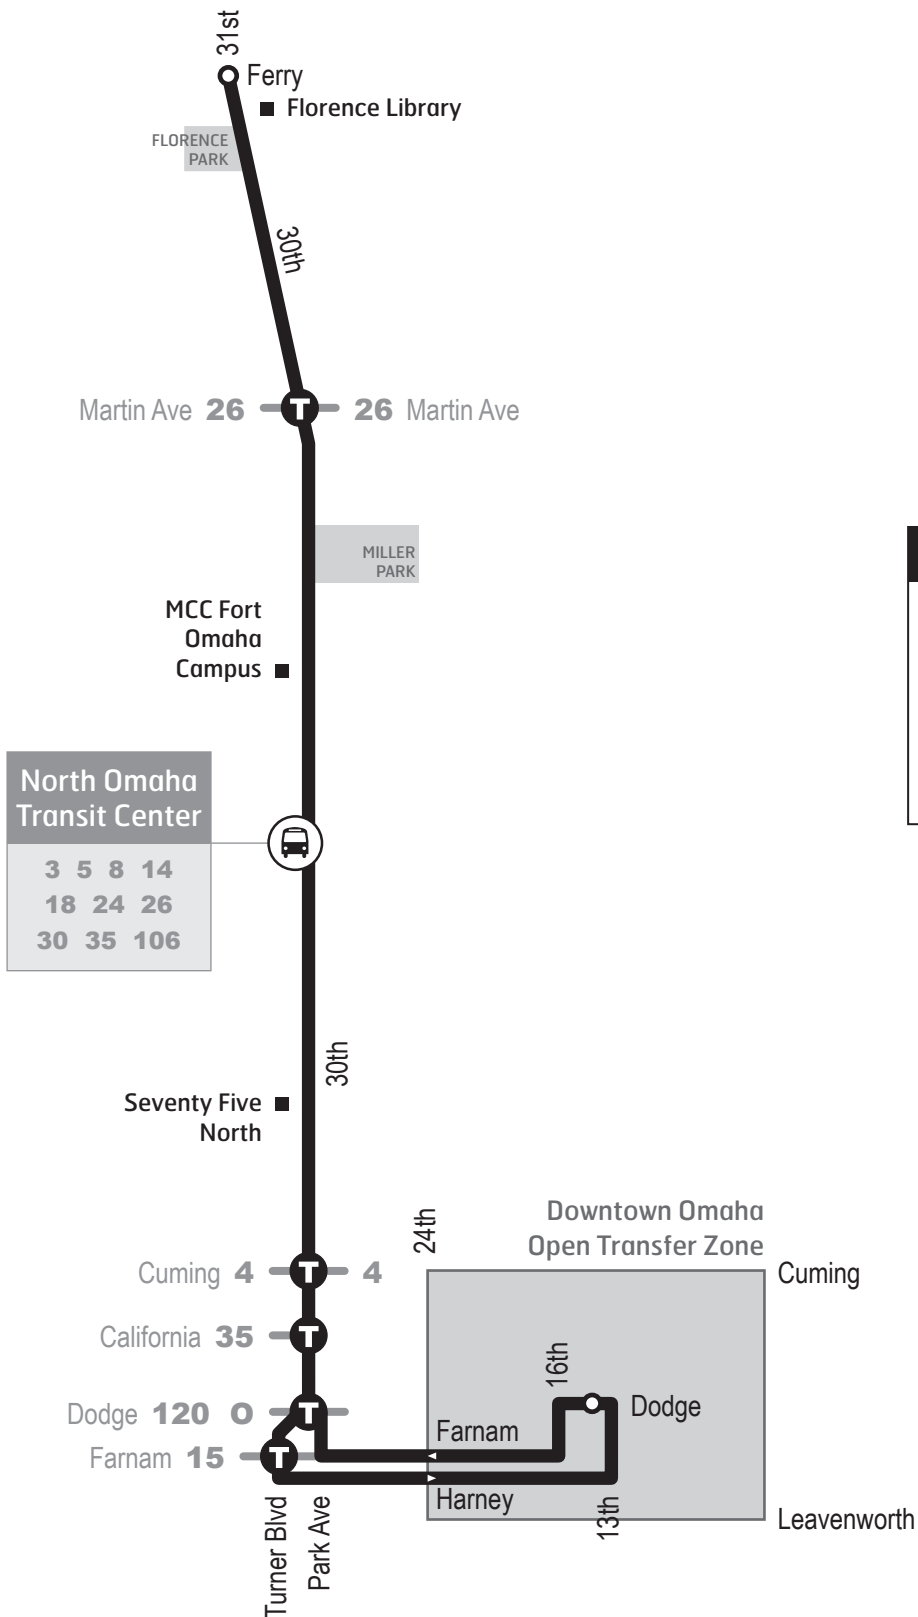 31st
Ferry
Florence Library
FLORENCE
PARK
30th
Martin Ave 26 T 26 Martin Ave
MILLER
PARK
MCC Fort
Omaha
Campus
North Omaha
Transit Center
3 5 8 14
18 24 26
30 35 106
30th
Seventy Five
North
24th
Downtown Omaha
Open Transfer Zone
Cuming 4 T 4
Cuming
California 35 T
16th
Dodge 120 O T
Dodge
Farnam
Farnam 15 T
Harney
13th
Leavenworth
Turner Blvd
Park Ave